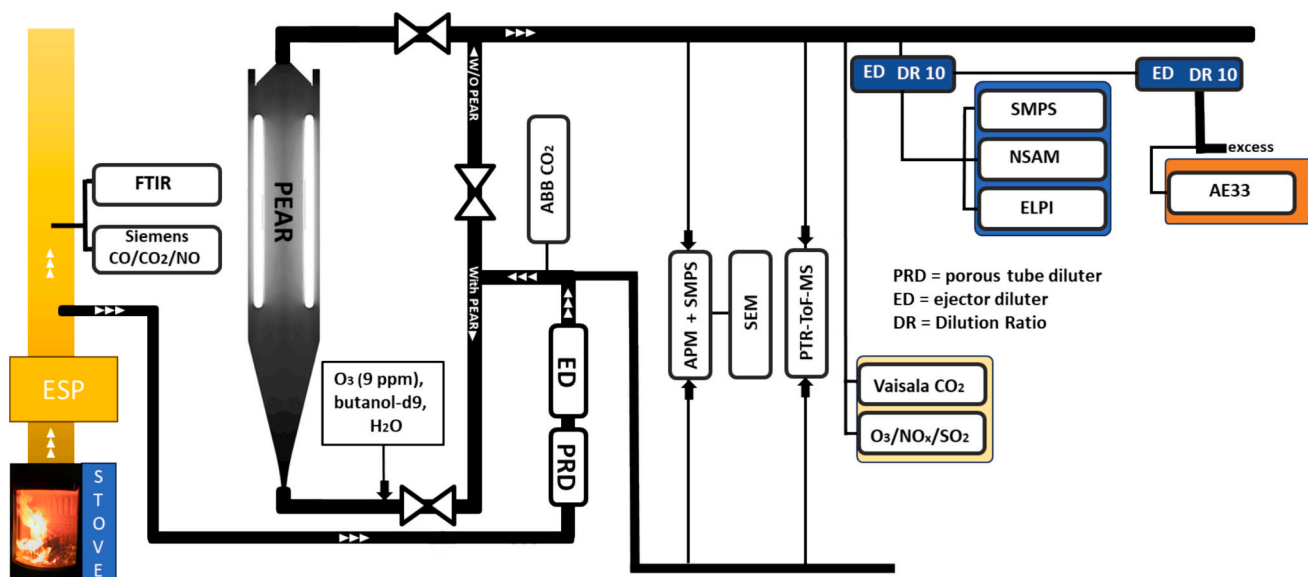 FTIR
Siemens
CO/CO₂/NO
ESP
STOVE
PEAR
W/O PEAR
With PEAR
O₃ (9 ppm),
butanol-d9,
H₂O
ABB CO₂
ED
PRD
APM + SMPS
SEM
PTR-ToF-MS
ED DR 10
SMPS
NSAM
ELPI
ED DR 10
excess
AE33
PRD = porous tube diluter
ED = ejector diluter
DR = Dilution Ratio
Vaisala CO₂
O₃/NOₓ/SO₂